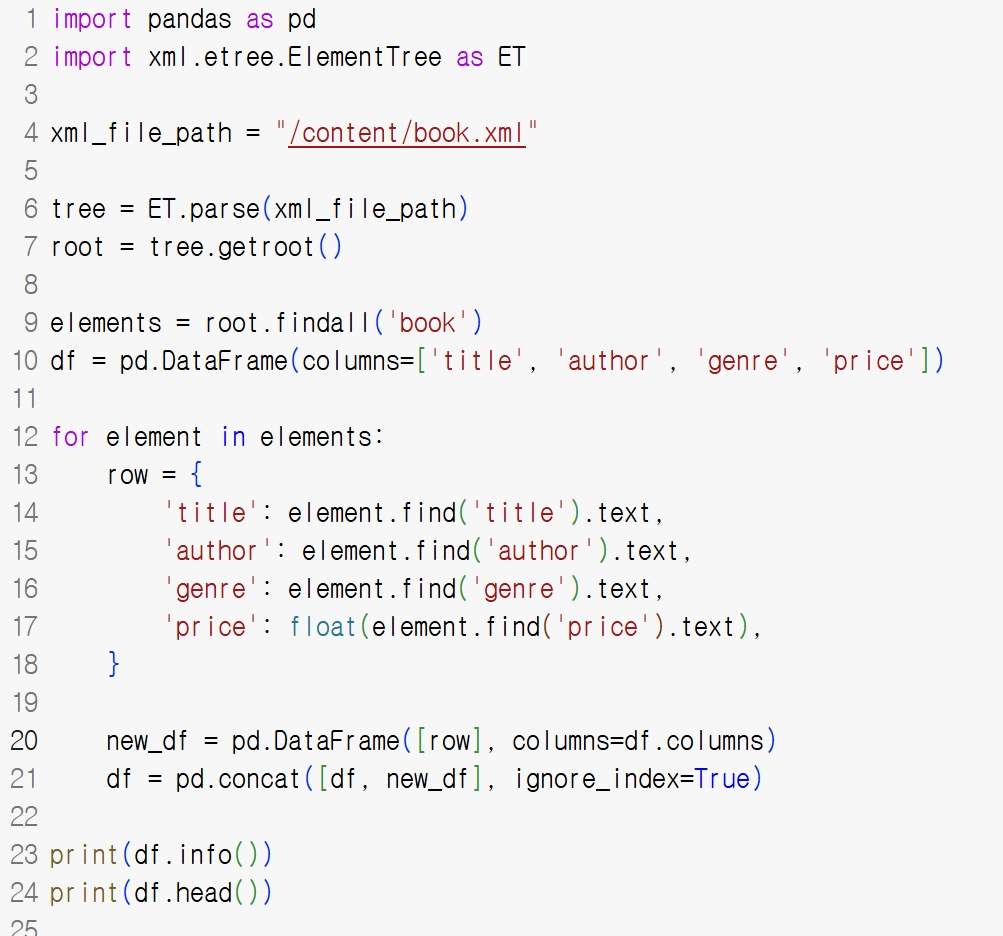 1 import pandas as pd
2 import xml.etree.ElementTree as ET
3
4 xml_file_path = "/content/book.xml"
5
6 tree = ET.parse(xml_file_path)
7 root = tree.getroot()
8
9 elements = root.findall('book')
10 df = pd.DataFrame(columns=['title', 'author', 'genre', 'price'])
11
12 for element in elements:
13     row = {
14         'title': element.find('title').text,
15         'author': element.find('author').text,
16         'genre': element.find('genre').text,
17         'price': float(element.find('price').text),
18     }
19
20     new_df = pd.DataFrame([row], columns=df.columns)
21     df = pd.concat([df, new_df], ignore_index=True)
22
23 print(df.info())
24 print(df.head())
25